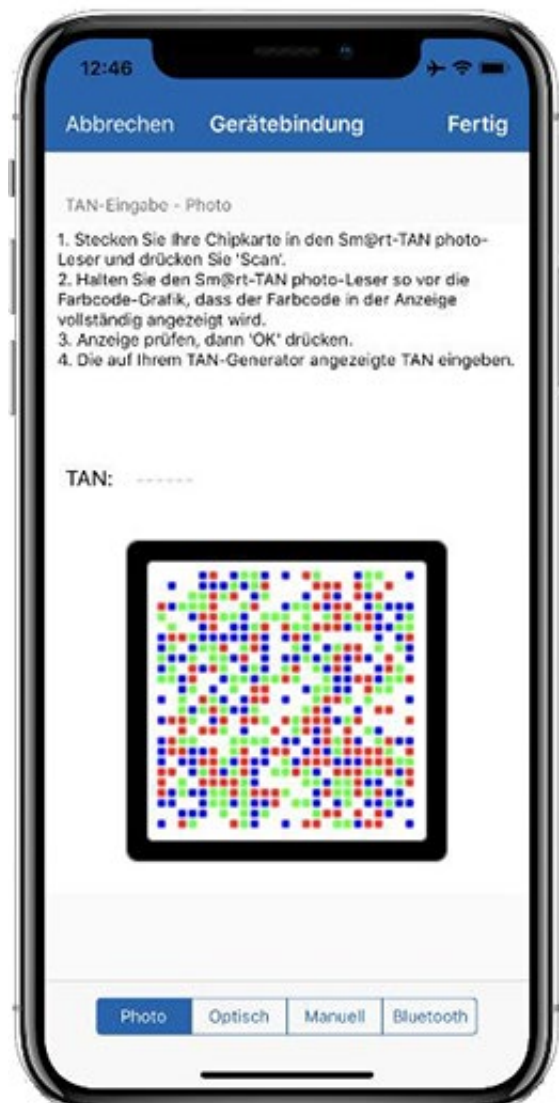 12:46
Abbrechen Gerätebindung Fertig
TAN-Eingabe - Photo
1. Stecken Sie Ihre Chipkarte in den Sm@rt-TAN photo-
Leser und drücken Sie 'Scan'.
2. Halten Sie den Sm@rt-TAN photo-Leser so vor die
Farbcode-Grafik, dass der Farbcode in der Anzeige
vollständig angezeigt wird.
3. Anzeige prüfen, dann 'OK' drücken.
4. Die auf Ihrem TAN-Generator angezeigte TAN eingeben.
TAN: ------
Photo Optisch Manuell Bluetooth